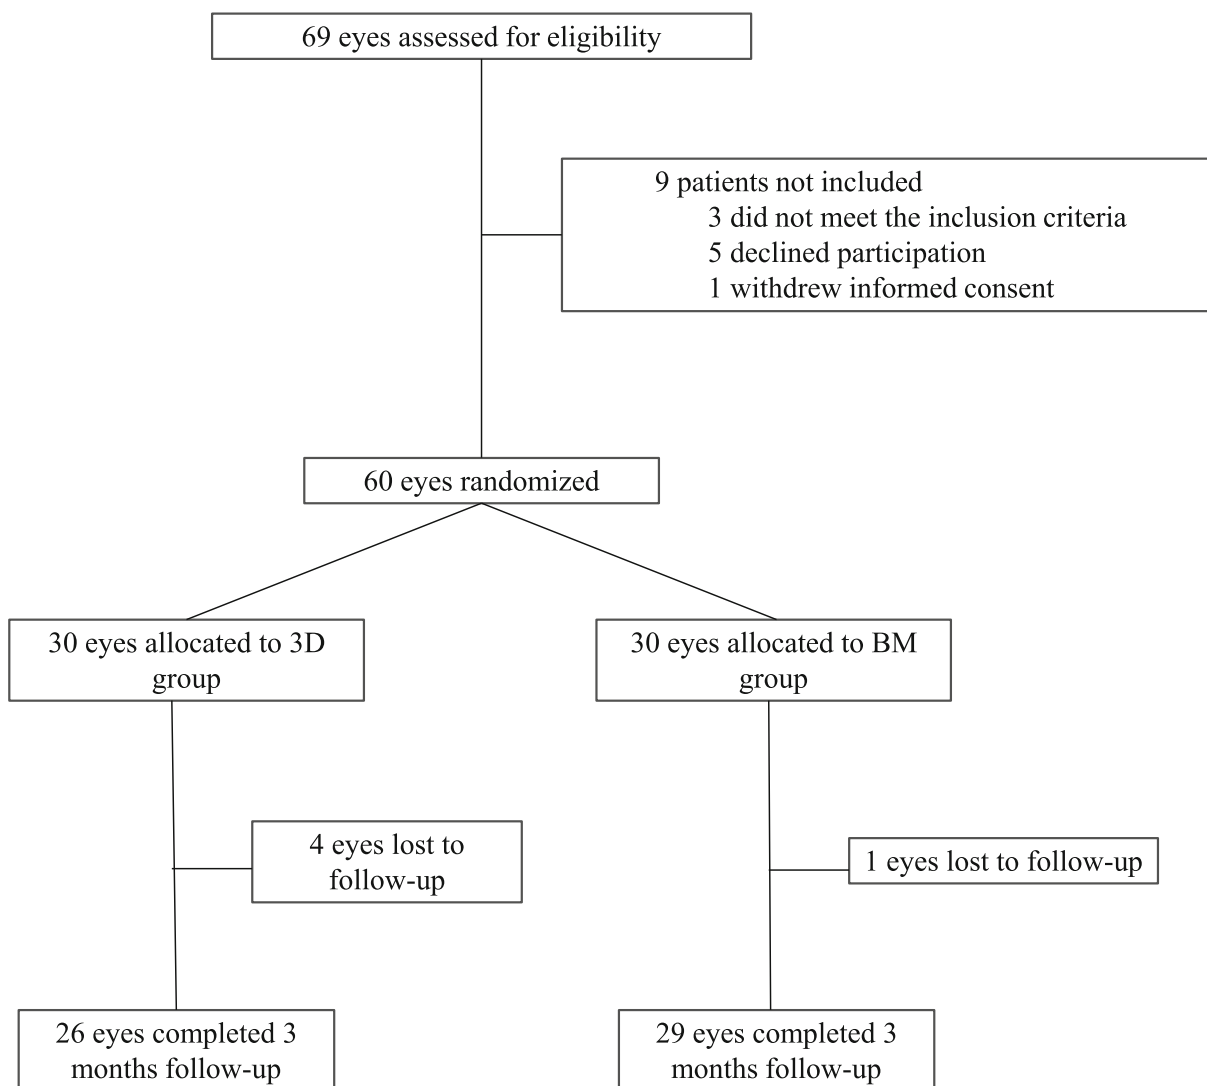 69 eyes assessed for eligibility
9 patients not included
3 did not meet the inclusion criteria
5 declined participation
1 withdrew informed consent
60 eyes randomized
30 eyes allocated to 3D
group
30 eyes allocated to BM
group
4 eyes lost to
follow-up
1 eyes lost to follow-up
26 eyes completed 3
months follow-up
29 eyes completed 3
months follow-up